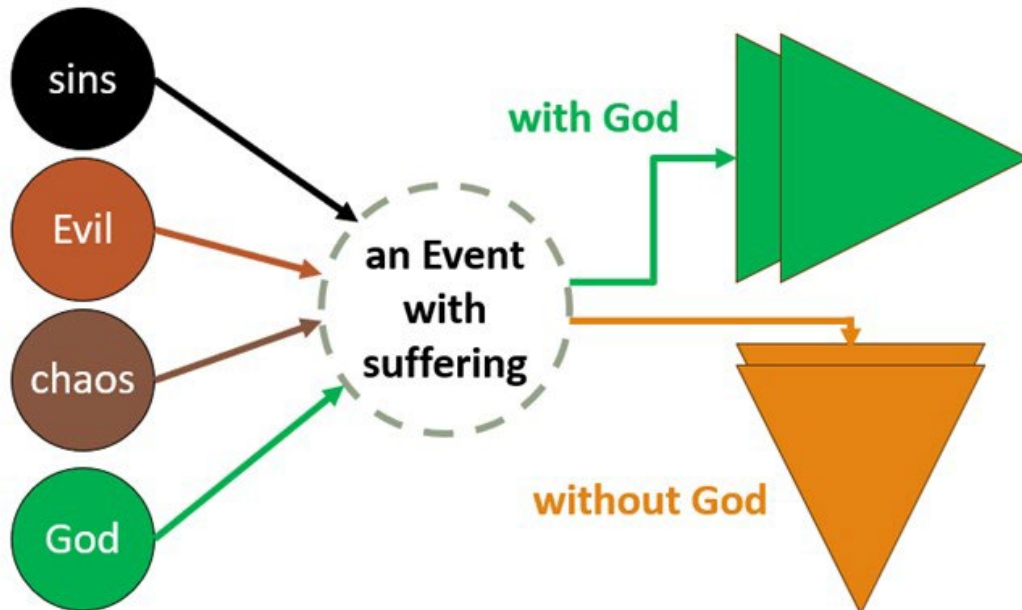 sins
Evil
chaos
God
an Event
with
suffering
with God
without God